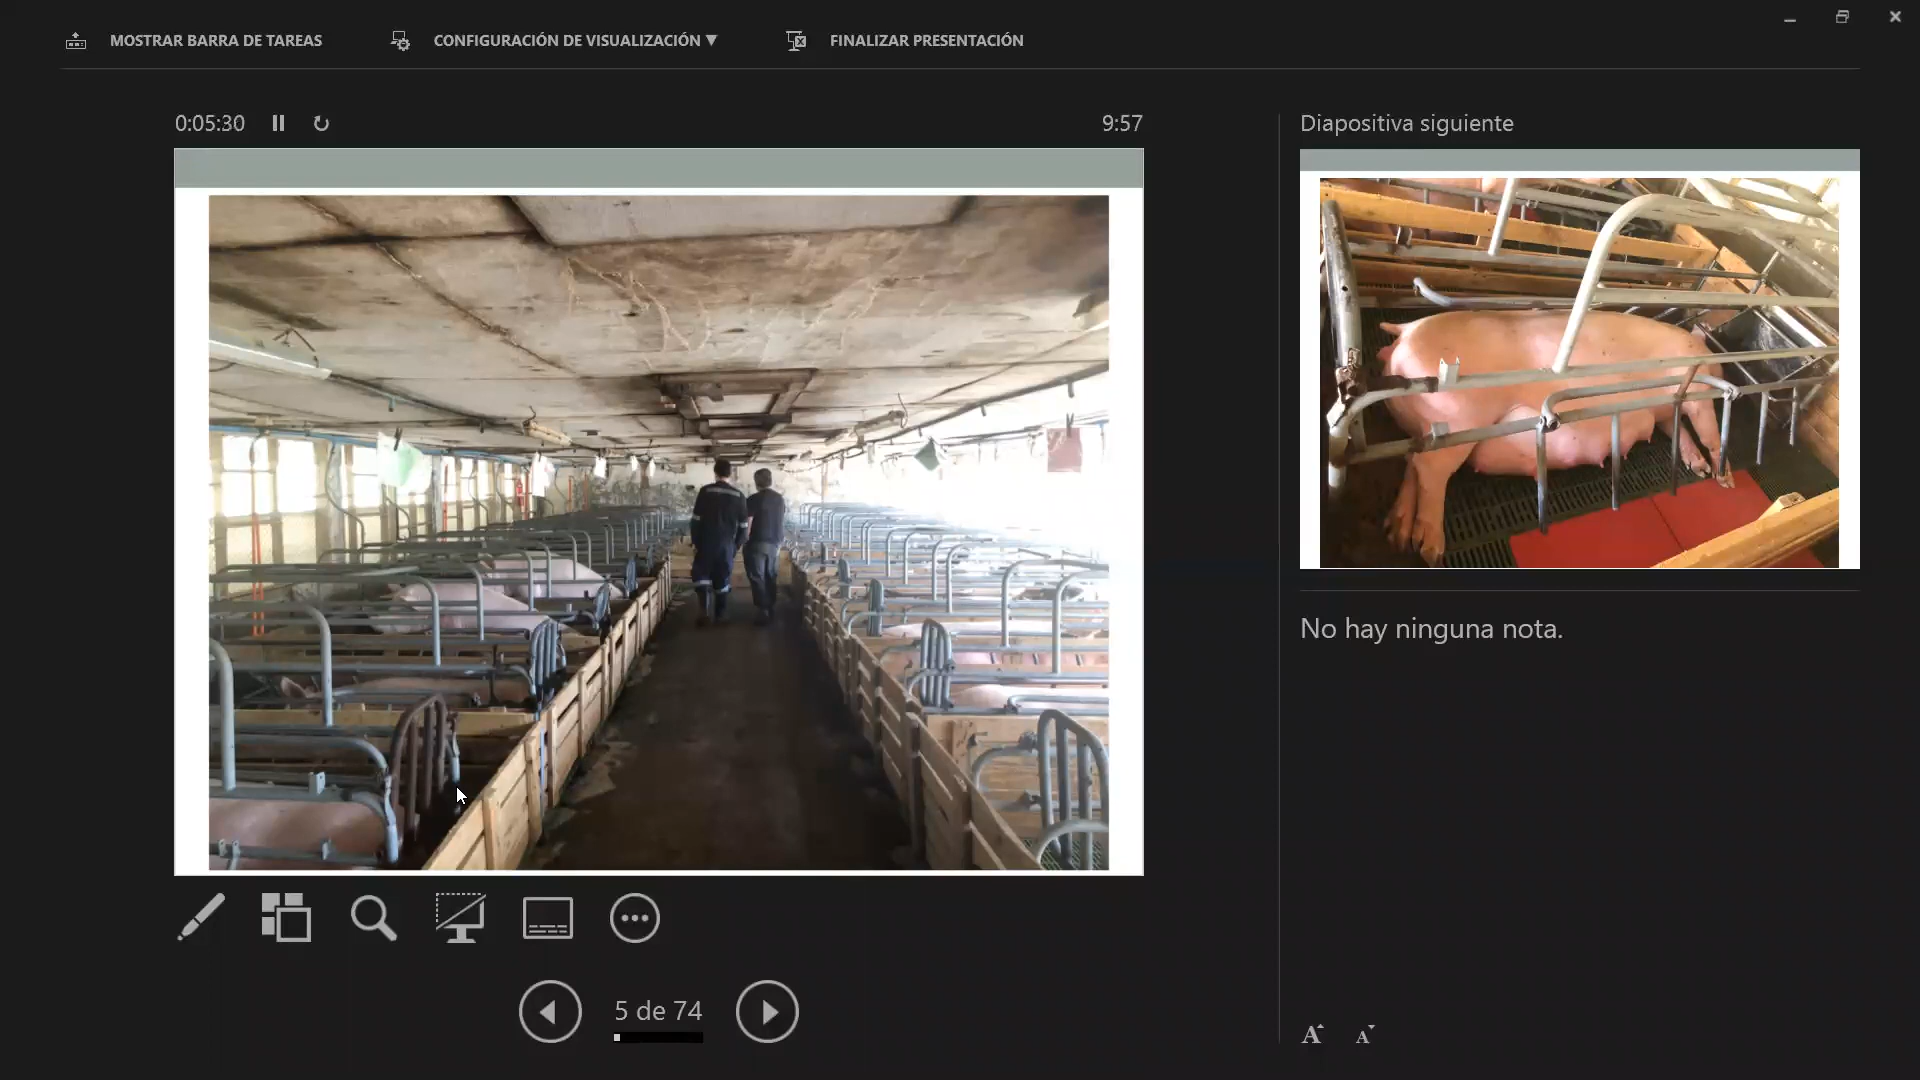 MOSTRAR BARRA DE TAREAS
CONFIGURACIÓN DE VISUALIZACIÓN ▼
FINALIZAR PRESENTACIÓN
0:05:30
9:57
Diapositiva siguiente
No hay ninguna nota.
5 de 74
A A